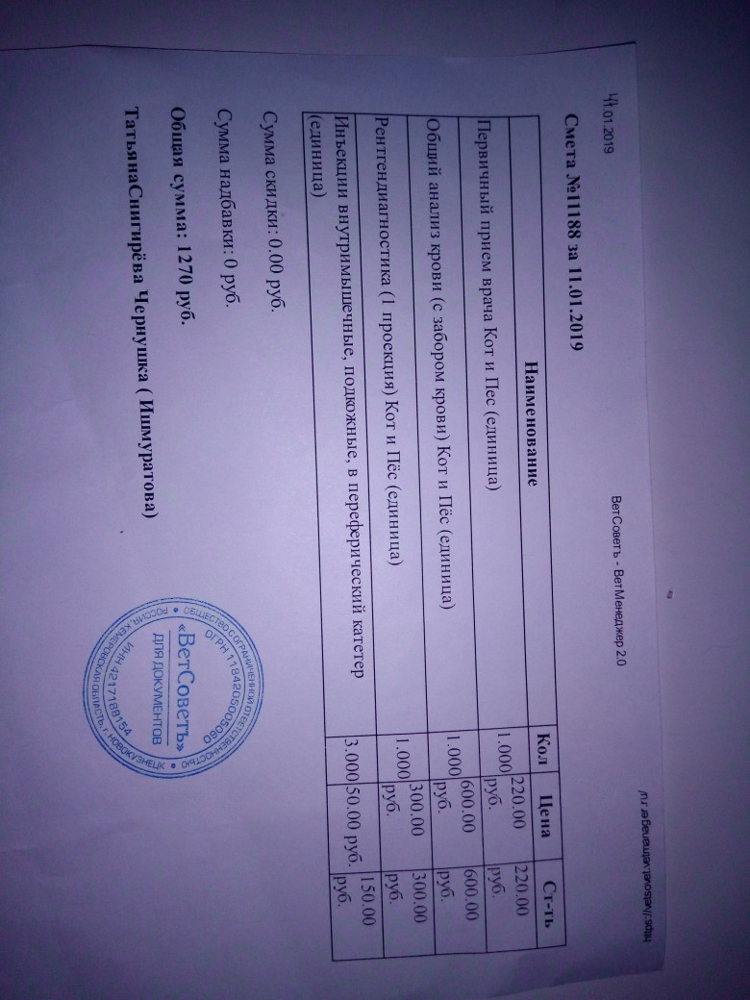 11.01.2019
ВетСоветъ - ВетМенеджер 2.0
https://vetsovet.vetmanager.ru/
Смета №11188 за 11.01.2019
Наименование Кол Цена Ст-ть
Первичный прием врача Кот и Пес (единица) 1.000 220.00 руб. 220.00 руб.
Общий анализ крови (с забором крови) Кот и Пёс (единица) 1.000 600.00 руб. 600.00 руб.
Рентгендиагностика (1 проекция) Кот и Пёс (единица) 1.000 300.00 руб. 300.00 руб.
Инъекции внутримышечные, подкожные, в переферический катетер
(единица) 3.000 50.00 руб. 150.00 руб.
Сумма скидки: 0.00 руб.
Сумма надбавки: 0 руб.
Общая сумма: 1270 руб.
ТатьянаСнигирёва Чернушка ( Ишмуратова)
ОБЩЕСТВО С ОГРАНИЧЕННОЙ ОТВЕТСТВЕННОСТЬЮ
ОГРН 1184205005060
«ВетСоветъ»
ДЛЯ ДОКУМЕНТОВ
ИНН 4217188154
РОССИЯ, КЕМЕРОВСКАЯ ОБЛАСТЬ, г. НОВОКУЗНЕЦК